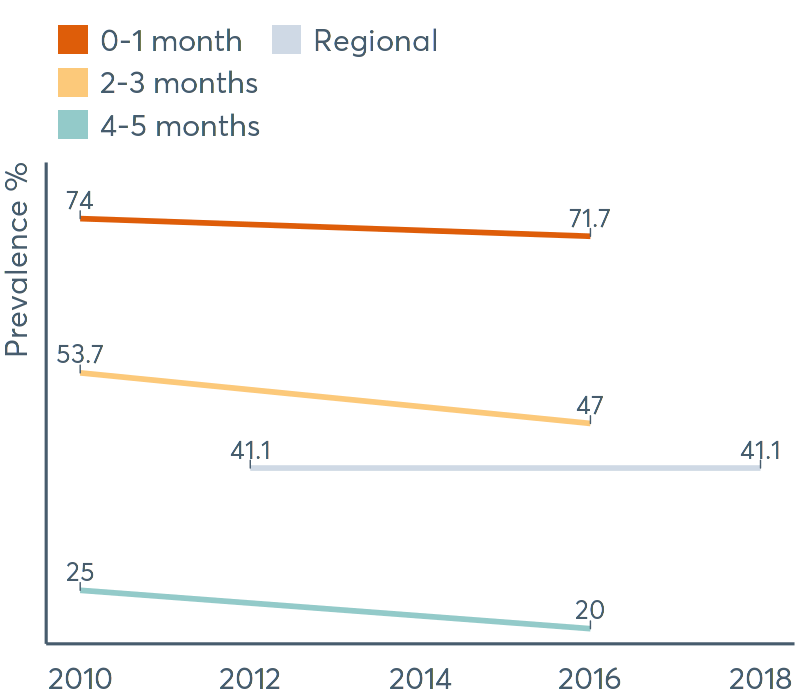 0-1 month
Regional
2-3 months
4-5 months
Prevalence %
74
71.7
53.7
47
41.1
41.1
25
20
2010
2012
2014
2016
2018